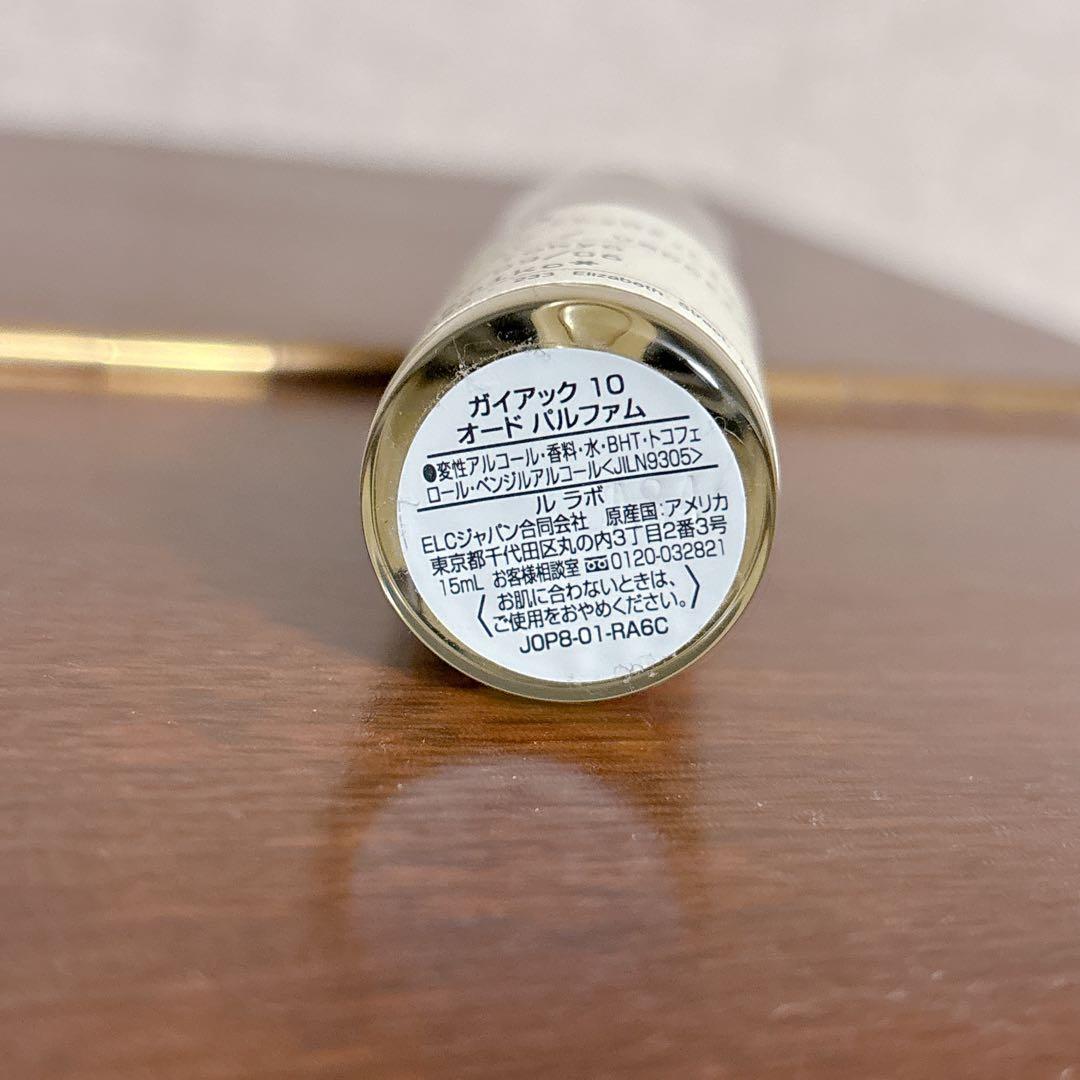 233 Elizabeth Street
ガイアック 10
オード パルファム
●変性アルコール・香料・水・BHT・トコフェ
ロール・ベンジルアルコール<JILN9305>
ル ラボ
ELCジャパン合同会社 原産国:アメリカ
東京都千代田区丸の内3丁目2番3号
15mL お客様相談室 0120-032821
お肌に合わないときは、
ご使用をおやめください。
J0P8-01-RA6C